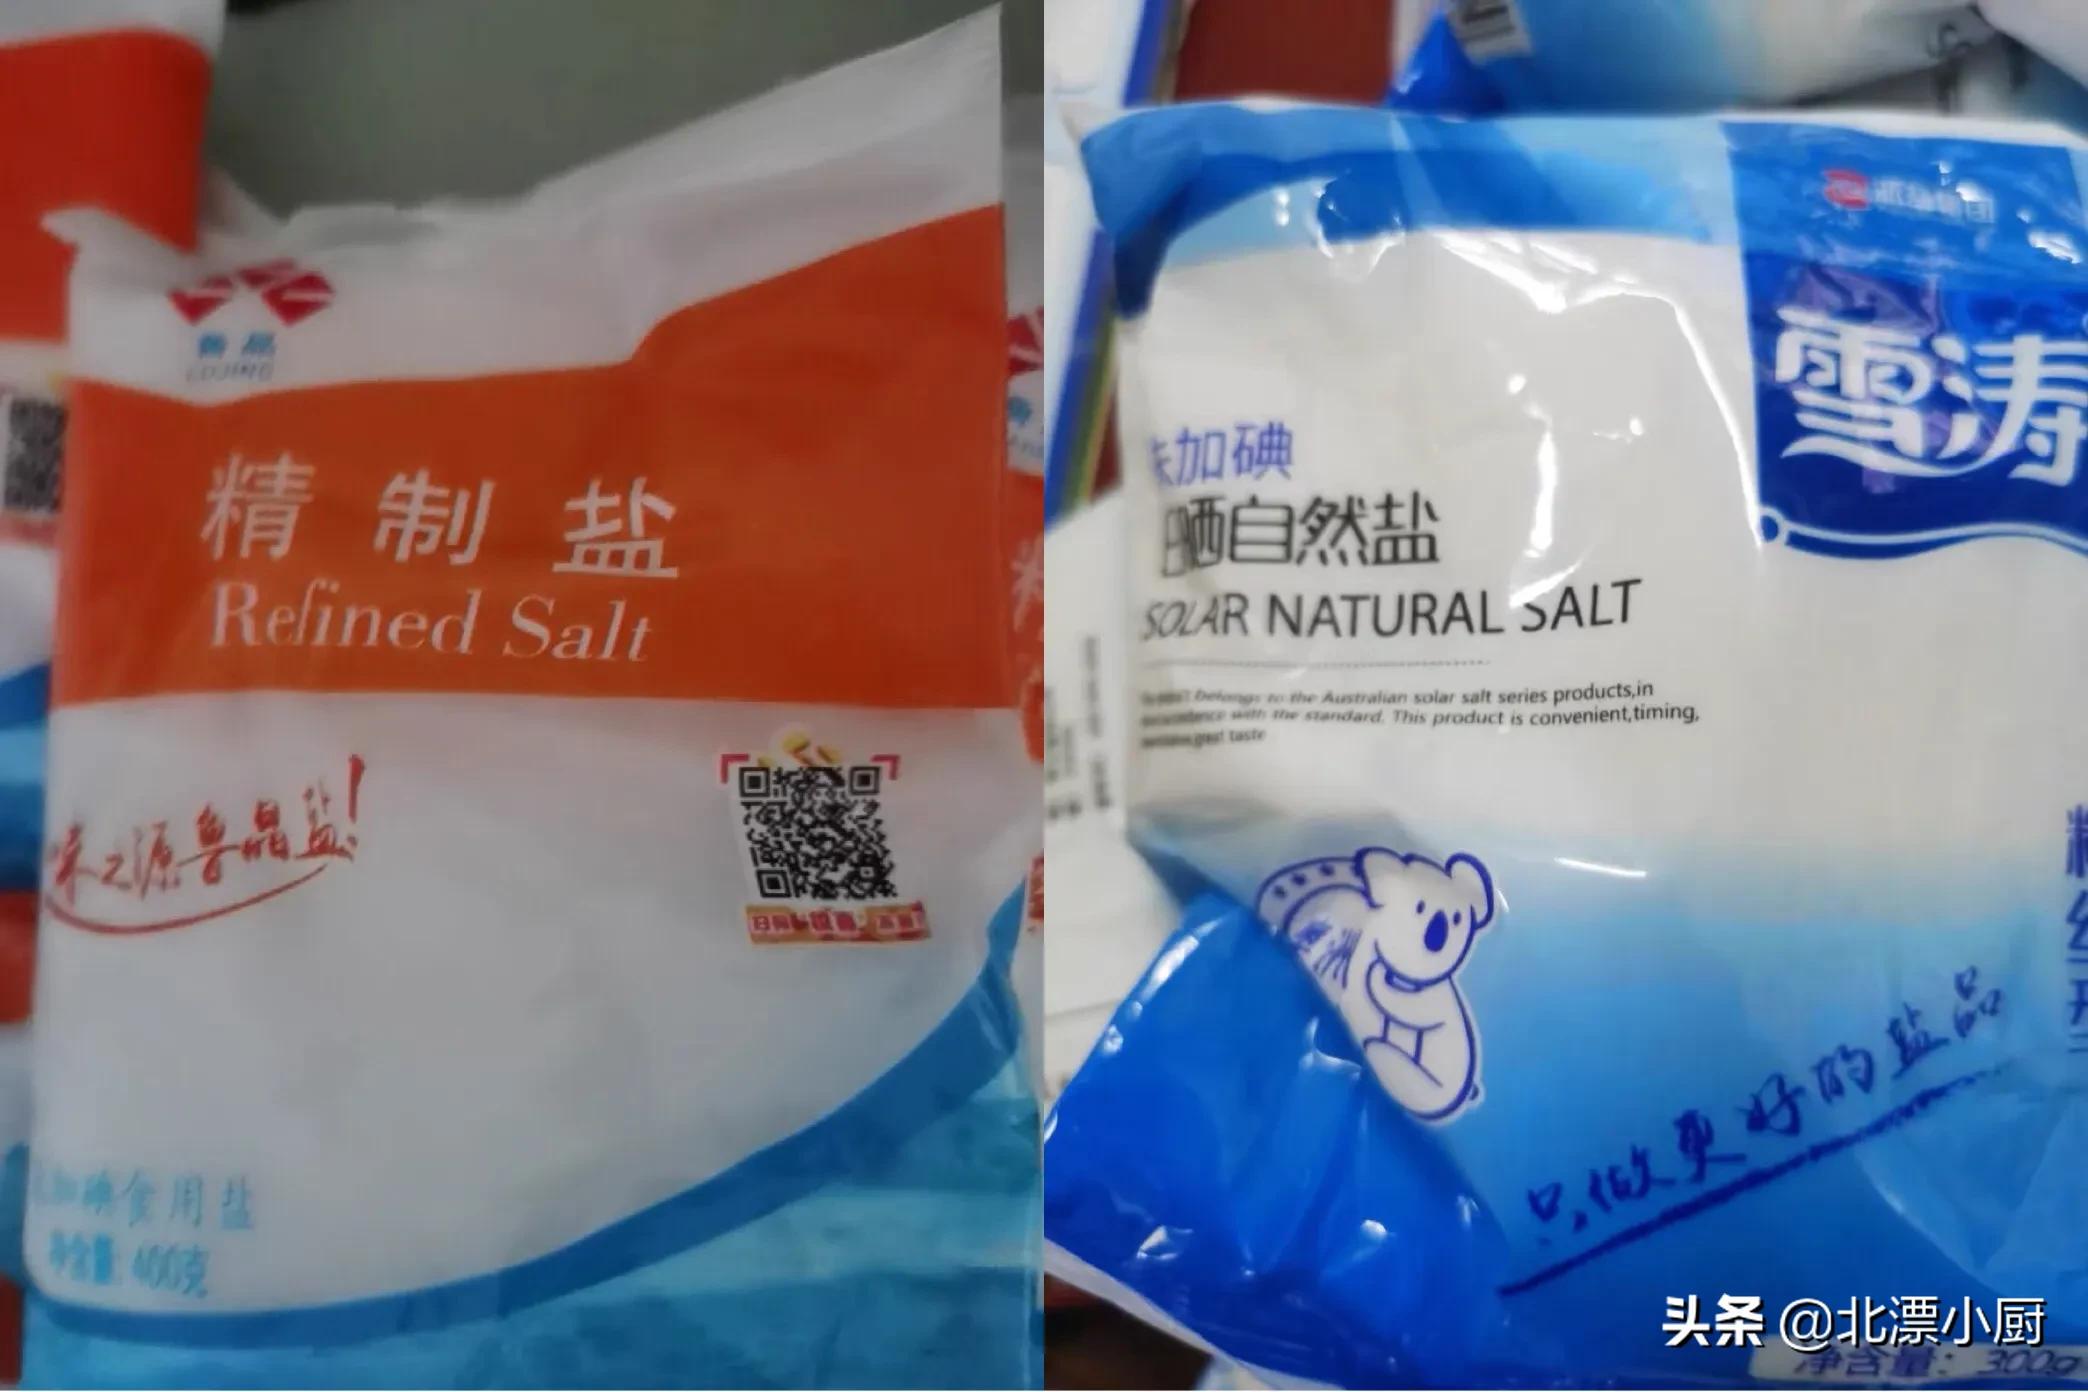 鲁晶
LUJING
精制盐
Refined Salt
味之源鲁晶盐!
加碘食用盐
净含量:400克
雪涛
未加碘
日晒自然盐
SOLAR NATURAL SALT
belongs to the Australian solar salt series products,in
with the standard. This product is convenient,timing,
great taste
澳洲
只做更好的盐品
净含量:300g
头条 @北漂小厨